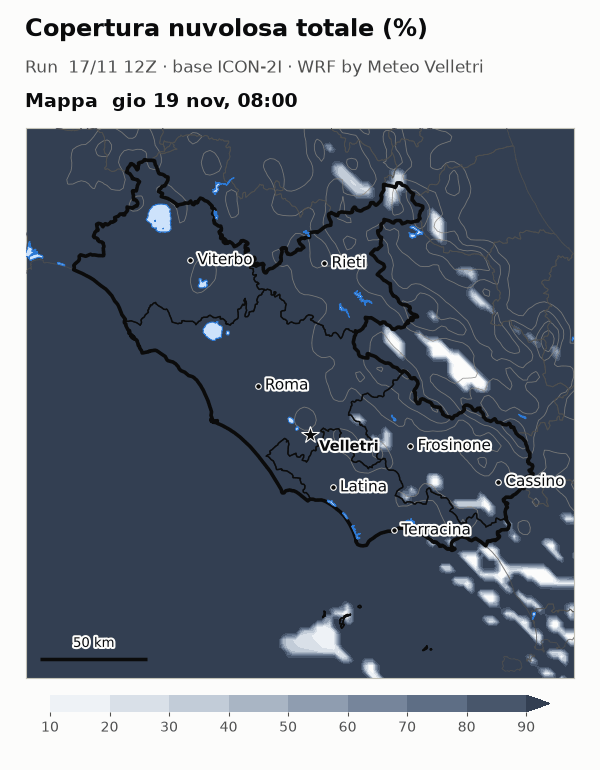 Copertura nuvolosa totale (%)
Run 17/11 12Z · base ICON-2I · WRF by Meteo Velletri
Mappa gio 19 nov, 08:00
Viterbo
Rieti
Roma
Velletri
Frosinone
Cassino
Latina
Terracina
50 km
10 20 30 40 50 60 70 80 90